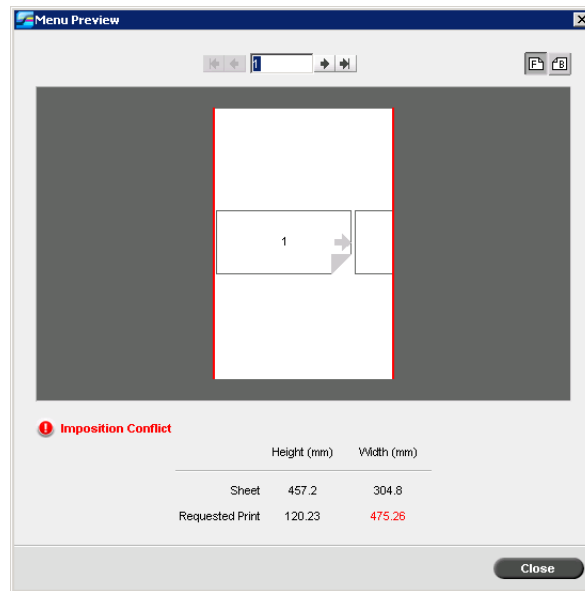 Menu Preview
1
F B
1
Imposition Conflict
Height (mm) Width (mm)
Sheet 457.2 304.8
Requested Print 120.23 475.26
Close